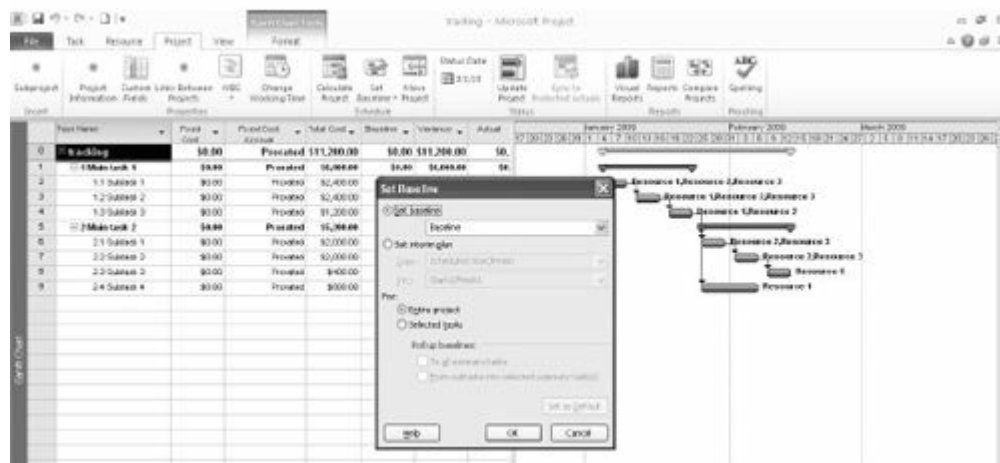 tracking - Microsoft Project
File Task Resource Project View Format
Status Date
Subproject Project Information Custom Fields Links Between Projects WBS Change Working Time Calculate Project Set Baseline Move Project Update Project Visual Reports Reports Compare Projects Spelling
Insert Properties Schedule Status Reports Proofing
Task Name Fixed Cost Fixed Cost Accrual Total Cost Baseline Variance Actual
January 2009 February 2009 March 2009
0 tracking $0.00 Prorated $11,200.00 $0.00 $11,200.00 $0.
1 1 Main task 1 $0.00 Prorated $6,000.00 $0.00 $6,000.00 $0.
2 1.1 Subtask 1 $0.00 Prorated $2,400.00 Resource 1,Resource 2,Resource 3
3 1.2 Subtask 2 $0.00 Prorated $2,400.00 Resource 1,Resource 2,Resource 3
4 1.3 Subtask 3 $0.00 Prorated $1,200.00 Resource 1,Resource 2
5 2 Main task 2 $0.00 Prorated $5,200.00
6 2.1 Subtask 1 $0.00 Prorated $2,000.00 Resource 2,Resource 3
7 2.2 Subtask 2 $0.00 Prorated $2,000.00 Resource 2,Resource 3
8 2.3 Subtask 3 $0.00 Prorated $400.00 Resource 1
9 2.4 Subtask 4 $0.00 Prorated $800.00 Resource 1
Set Baseline
Set baseline
Baseline
Set interim plan
Scheduled Start/Finish
Start1/Finish1
For:
Entire project
Selected tasks
Roll up baselines:
To all summary tasks
From subtasks into selected summary task(s)
Set as Default
Help OK Cancel
Gantt Chart